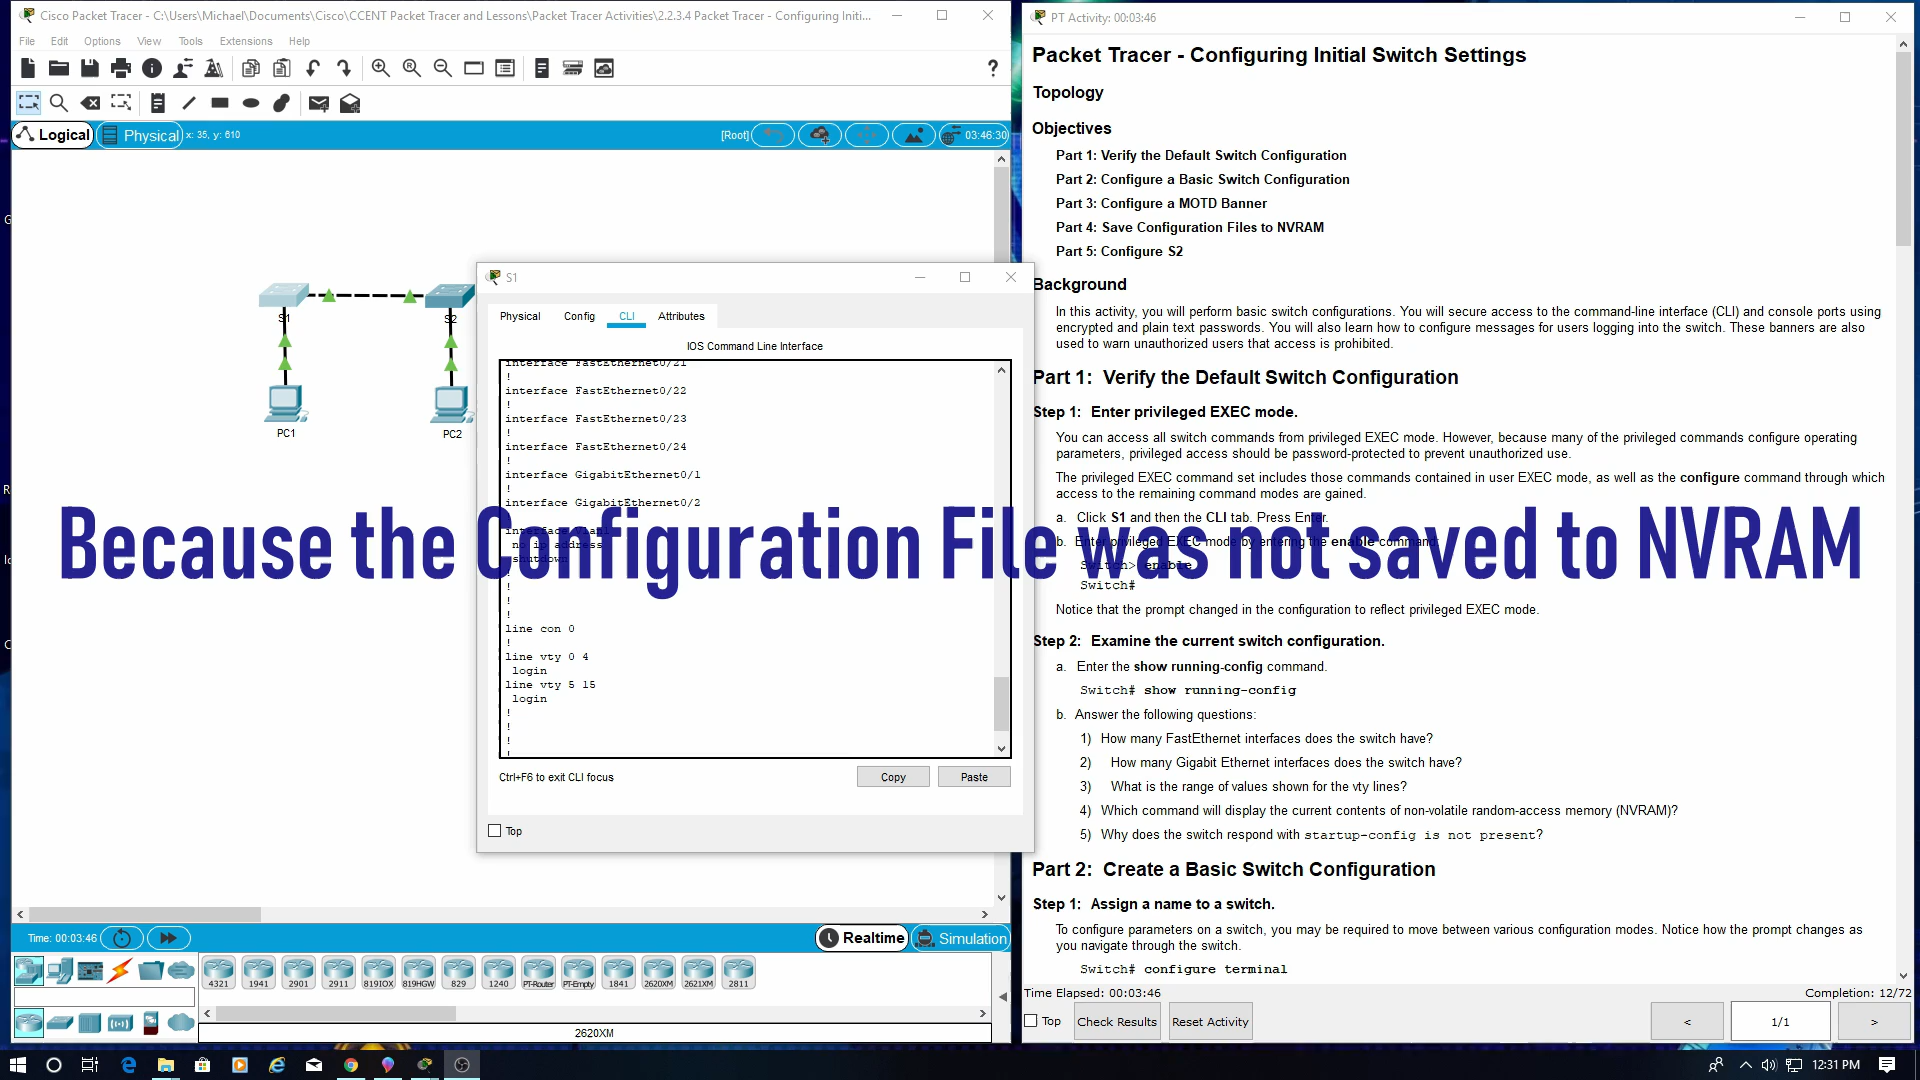 Cisco Packet Tracer - C:\Users\Michael\Documents\Cisco\CCENT Packet Tracer and Lessons\Packet Tracer Activities\2.2.3.4 Packet Tracer - Configuring Initi...
File Edit Options View Tools Extensions Help
Logical Physical x: 35, y: 610 [Root] 03:46:30
S1 S2
PC1 PC2
S1
Physical Config CLI Attributes
IOS Command Line Interface
interface FastEthernet0/21
!
interface FastEthernet0/22
!
interface FastEthernet0/23
!
interface FastEthernet0/24
!
interface GigabitEthernet0/1
!
interface GigabitEthernet0/2
interface Vlan1
no ip address
shutdown
!
!
!
!
line con 0
!
line vty 0 4
login
line vty 5 15
login
!
!
!
!
Ctrl+F6 to exit CLI focus
Copy Paste
Top
Because the Configuration File was not saved to NVRAM
Time: 00:03:46
Realtime Simulation
4321 1941 2901 2911 819IOX 819HGW 829 1240 PT-Router PT-Empty 1841 2620XM 2621XM 2811
2620XM
PT Activity: 00:03:46
Packet Tracer - Configuring Initial Switch Settings
Topology
Objectives
Part 1: Verify the Default Switch Configuration
Part 2: Configure a Basic Switch Configuration
Part 3: Configure a MOTD Banner
Part 4: Save Configuration Files to NVRAM
Part 5: Configure S2
Background
In this activity, you will perform basic switch configurations. You will secure access to the command-line interface (CLI) and console ports using
encrypted and plain text passwords. You will also learn how to configure messages for users logging into the switch. These banners are also
used to warn unauthorized users that access is prohibited.
Part 1: Verify the Default Switch Configuration
Step 1: Enter privileged EXEC mode.
You can access all switch commands from privileged EXEC mode. However, because many of the privileged commands configure operating
parameters, privileged access should be password-protected to prevent unauthorized use.
The privileged EXEC command set includes those commands contained in user EXEC mode, as well as the configure command through which
access to the remaining command modes are gained.
a. Click S1 and then the CLI tab. Press Enter.
b. Enter privileged EXEC mode by entering the enable command:
Switch> enable
Switch#
Notice that the prompt changed in the configuration to reflect privileged EXEC mode.
Step 2: Examine the current switch configuration.
a. Enter the show running-config command.
Switch# show running-config
b. Answer the following questions:
1) How many FastEthernet interfaces does the switch have?
2) How many Gigabit Ethernet interfaces does the switch have?
3) What is the range of values shown for the vty lines?
4) Which command will display the current contents of non-volatile random-access memory (NVRAM)?
5) Why does the switch respond with startup-config is not present?
Part 2: Create a Basic Switch Configuration
Step 1: Assign a name to a switch.
To configure parameters on a switch, you may be required to move between various configuration modes. Notice how the prompt changes as
you navigate through the switch.
Switch# configure terminal
Time Elapsed: 00:03:46 Completion: 12/72
Top Check Results Reset Activity < 1/1 >
12:31 PM